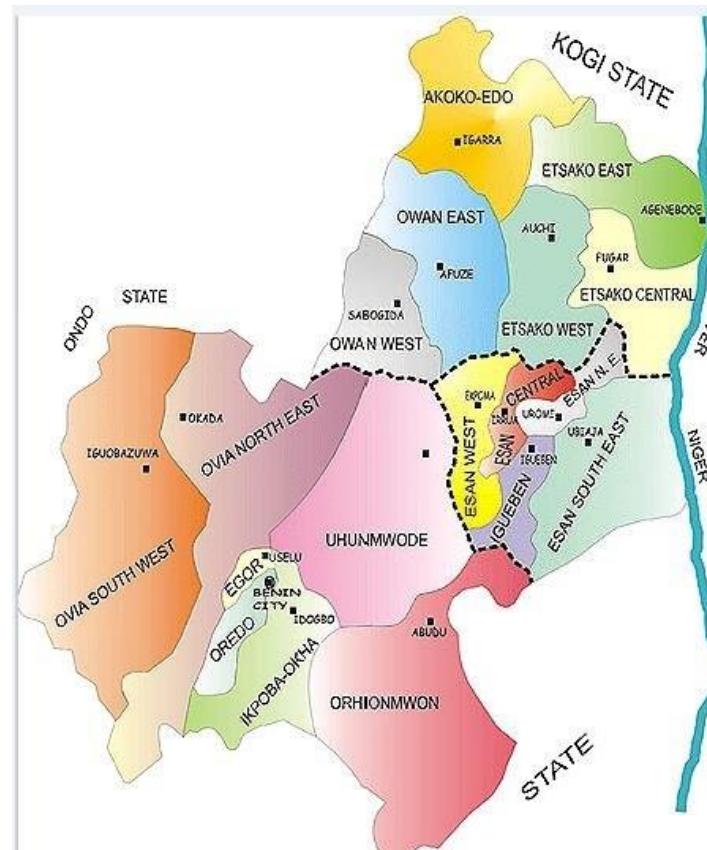 KOGI STATE
AKOKO-EDO
IGARRA
ETSAKO EAST
AGENEBODE
OWAN EAST
AUCHI
AFUZE
FUGAR
ETSAKO CENTRAL
STATE
ONDO
SABOGIDA
OWAN WEST
ETSAKO WEST
VER
NIGER
ESAN N. E.
CENTRAL
ESAN
EKPOMA
IRRUA
UROMI
UBIAJA
IGUEBEN
ESAN WEST
IGUEBEN
ESAN SOUTH EAST
OKADA
OVIA NORTH EAST
IGUOBAZUWA
OVIA SOUTH WEST
UHUNMWODE
USELU
EGOR
BENIN
CITY
IDOGBO
OREDO
ABUDU
IKPOBA-OKHA
ORHIONMWON
STATE